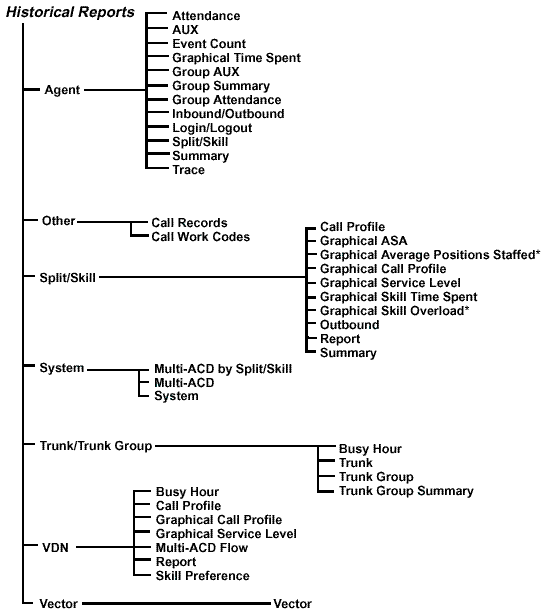 Historical Reports
Agent
Attendance
AUX
Event Count
Graphical Time Spent
Group AUX
Group Summary
Group Attendance
Inbound/Outbound
Login/Logout
Split/Skill
Summary
Trace
Other
Call Records
Call Work Codes
Split/Skill
Call Profile
Graphical ASA
Graphical Average Positions Staffed*
Graphical Call Profile
Graphical Service Level
Graphical Skill Time Spent
Graphical Skill Overload*
Outbound
Report
Summary
System
Multi-ACD by Split/Skill
Multi-ACD
System
Trunk/Trunk Group
Busy Hour
Trunk
Trunk Group
Trunk Group Summary
VDN
Busy Hour
Call Profile
Graphical Call Profile
Graphical Service Level
Multi-ACD Flow
Report
Skill Preference
Vector
Vector